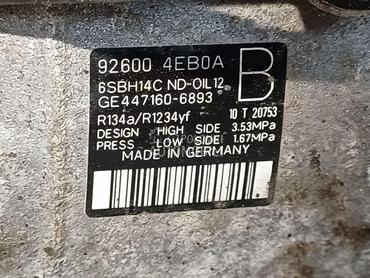 92600 4EB0A
B
6SBH14C ND-OIL12
GE447160-6893
R134a/R1234yf 10 T 20753
DESIGN HIGH SIDE 3.53MPa
PRESS LOW SIDE 1.67MPa
MADE IN GERMANY